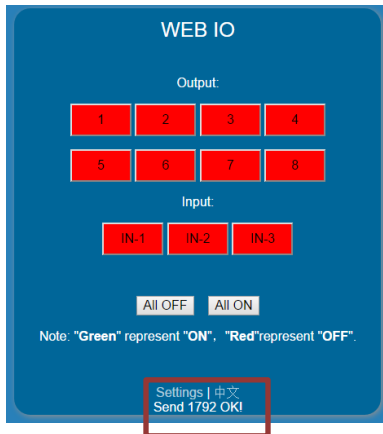 WEB IO
Output:
1 2 3 4
5 6 7 8
Input:
IN-1 IN-2 IN-3
All OFF All ON
Note: "Green" represent "ON"，"Red"represent "OFF".
Settings | 中文
Send 1792 OK!